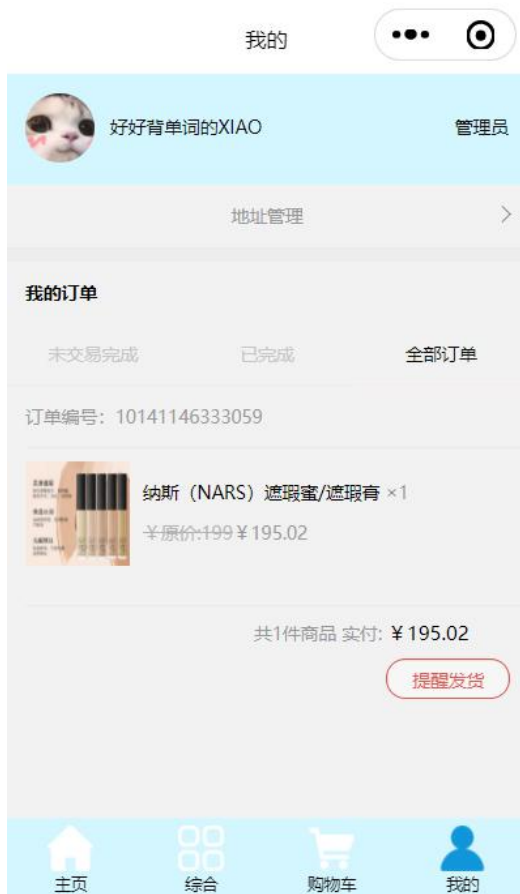 我的
好好背单词的XIAO
管理员
地址管理
我的订单
未交易完成 已完成 全部订单
订单编号：10141146333059
纳斯（NARS）遮瑕蜜/遮瑕膏 ×1
￥原价:199￥195.02
共1件商品 实付:￥195.02
提醒发货
主页 综合 购物车 我的